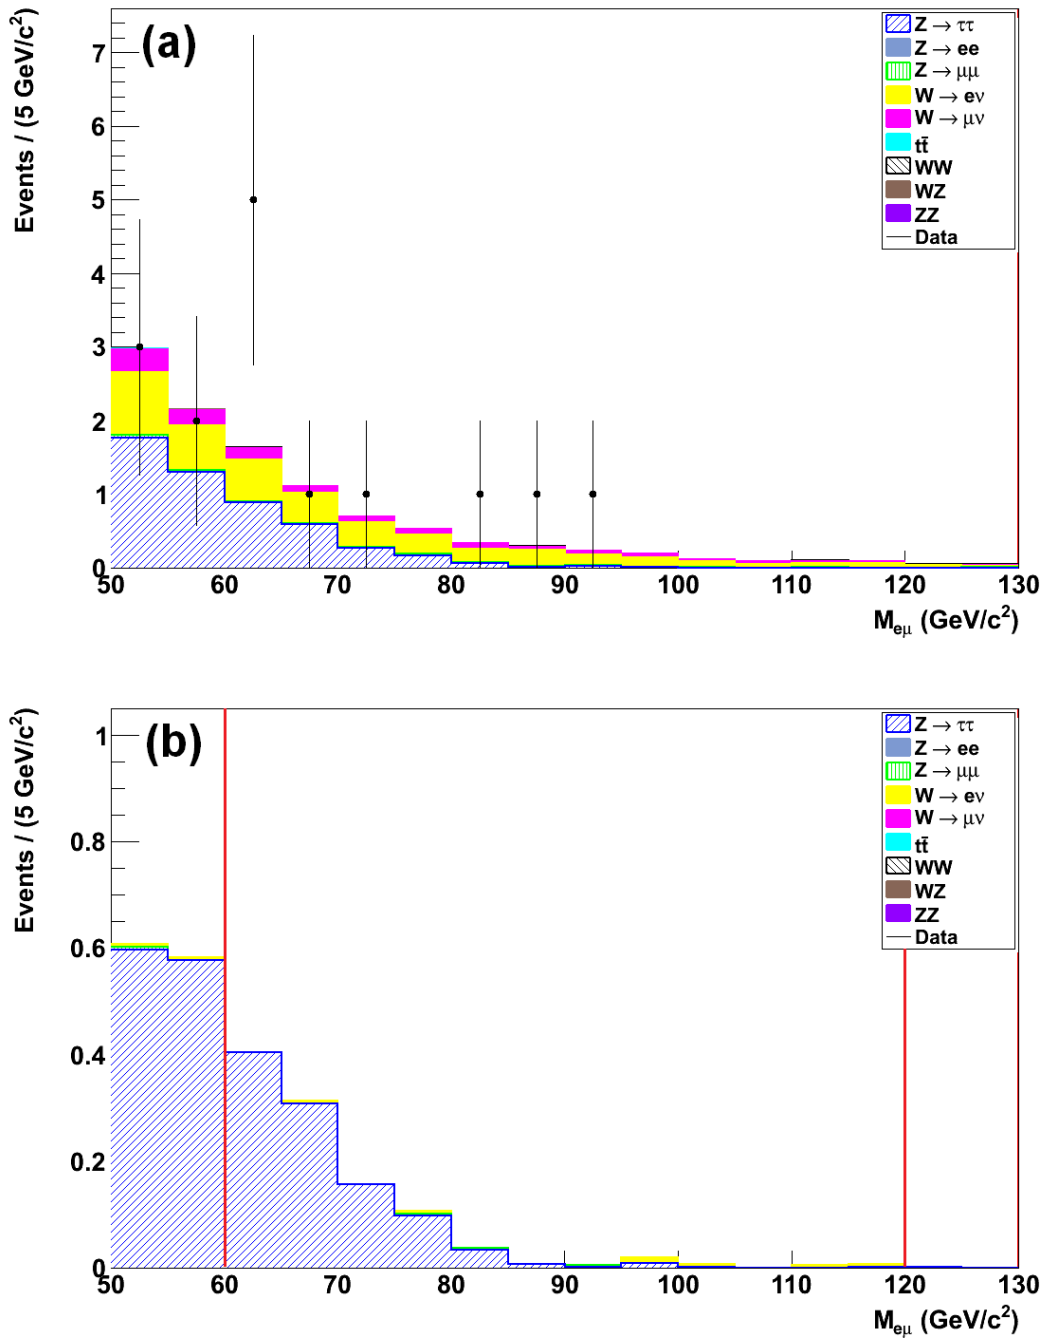 (a)
Events / (5 GeV/c²)
7
6
5
4
3
2
1
0
50 60 70 80 90 100 110 120 130
M_eμ (GeV/c²)
Z → ττ
Z → ee
Z → μμ
W → eν
W → μν
tt̄
WW
WZ
ZZ
Data
(b)
Events / (5 GeV/c²)
1
0.8
0.6
0.4
0.2
0
50 60 70 80 90 100 110 120 130
M_eμ (GeV/c²)
Z → ττ
Z → ee
Z → μμ
W → eν
W → μν
tt̄
WW
WZ
ZZ
Data